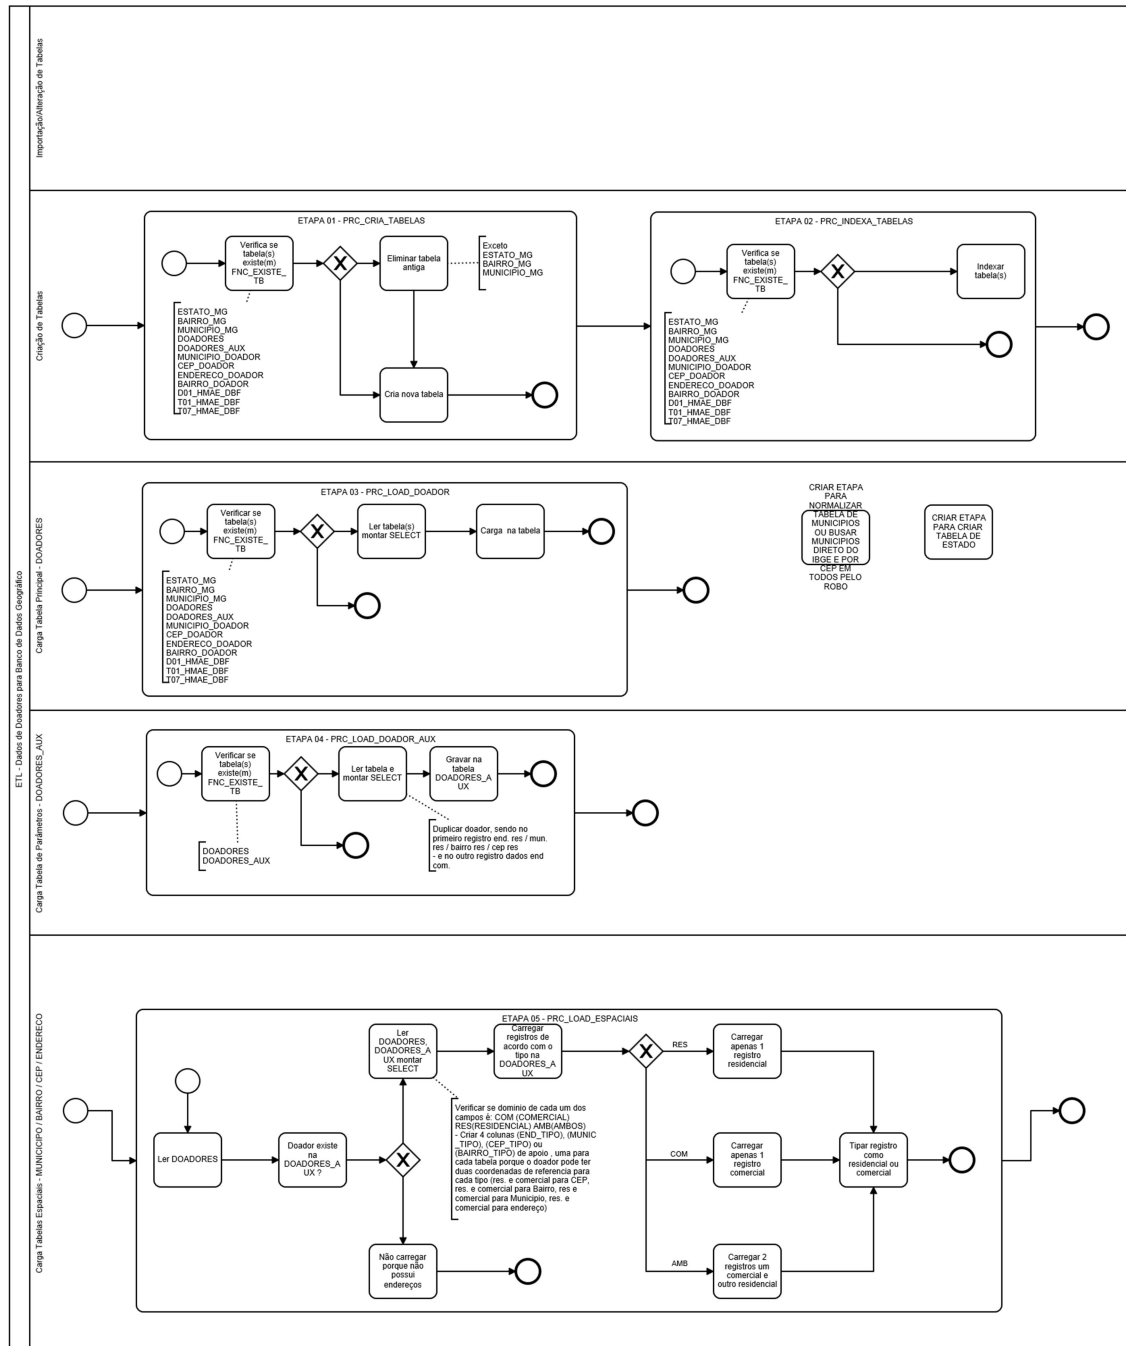 ETL - Dados de Doadores para Banco de Dados Geográfico
Importação/Alteração de Tabelas
Criação de Tabelas
ETAPA 01 - PRC_CRIA_TABELAS
Verifica se
tabela(s)
existe(m)
FNC_EXISTE_
TB
X
Eliminar tabela
antiga
Exceto
ESTATO_MG
BAIRRO_MG
MUNICIPIO_MG
ESTATO_MG
BAIRRO_MG
MUNICIPIO_MG
DOADORES
DOADORES_AUX
MUNICIPIO_DOADOR
CEP_DOADOR
ENDERECO_DOADOR
BAIRRO_DOADOR
D01_HMAE_DBF
T01_HMAE_DBF
T07_HMAE_DBF
Cria nova tabela
ETAPA 02 - PRC_INDEXA_TABELAS
Verifica se
tabela(s)
existe(m)
FNC_EXISTE_
TB
X
Indexar
tabela(s)
ESTATO_MG
BAIRRO_MG
MUNICIPIO_MG
DOADORES
DOADORES_AUX
MUNICIPIO_DOADOR
CEP_DOADOR
ENDERECO_DOADOR
BAIRRO_DOADOR
D01_HMAE_DBF
T01_HMAE_DBF
T07_HMAE_DBF
Carga Tabela Principal - DOADORES
ETAPA 03 - PRC_LOAD_DOADOR
Verificar se
tabela(s)
existe(m)
FNC_EXISTE_
TB
X
Ler tabela(s)
montar SELECT
Carga na tabela
ESTATO_MG
BAIRRO_MG
MUNICIPIO_MG
DOADORES
DOADORES_AUX
MUNICIPIO_DOADOR
CEP_DOADOR
ENDERECO_DOADOR
BAIRRO_DOADOR
D01_HMAE_DBF
T01_HMAE_DBF
T07_HMAE_DBF
CRIAR ETAPA
PARA
NORMALIZAR
TABELA DE
MUNICIPIOS
OU BUSAR
MUNICIPIOS
DIRETO DO
IBGE E POR
CEP EM
TODOS PELO
ROBO
CRIAR ETAPA
PARA CRIAR
TABELA DE
ESTADO
Carga Tabela de Parâmetros - DOADORES_AUX
ETAPA 04 - PRC_LOAD_DOADOR_AUX
Verificar se
tabela(s)
existe(m)
FNC_EXISTE_
TB
X
Ler tabela e
montar SELECT
Gravar na
tabela
DOADORES_A
UX
DOADORES
DOADORES_AUX
Duplicar doador, sendo no
primeiro registro end. res / mun.
res / bairro res / cep res
- e no outro registro dados end
com.
Carga Tabelas Espaciais - MUNICICIPO / BAIRRO / CEP / ENDERECO
ETAPA 05 - PRC_LOAD_ESPACIAIS
Ler DOADORES
Doador existe
na
DOADORES_A
UX ?
X
Ler
DOADORES,
DOADORES_A
UX montar
SELECT
Carregar
registros de
acordo com o
tipo na
DOADORES_A
UX
X
RES
Carregar
apenas 1
registro
residencial
Verificar se dominio de cada um dos
campos é: COM (COMERCIAL)
RES(RESIDENCIAL) AMB(AMBOS)
- Criar 4 colunas (END_TIPO), (MUNIC
_TIPO), (CEP_TIPO) ou
(BAIRRO_TIPO) de apoio , uma para
cada tabela porque o doador pode ter
duas coordenadas de referencia para
cada tipo (res. e comercial para CEP,
res. e comercial para Bairro, res e
comercial para Municipio, res. e
comercial para endereço)
COM
Carregar
apenas 1
registro
comercial
Tipar registro
como
residencial ou
comercial
Não carregar
porque não
possui
endereços
AMB
Carregar 2
registros um
comercial e
outro residencial